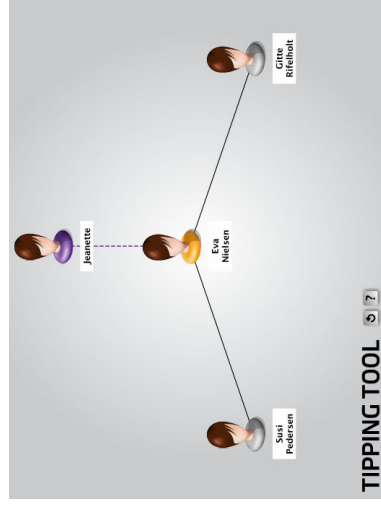 TIPPING TOOL ?
Susi
Pedersen
Jeanette
Eva
Nielsen
Gitte
Rifelholt